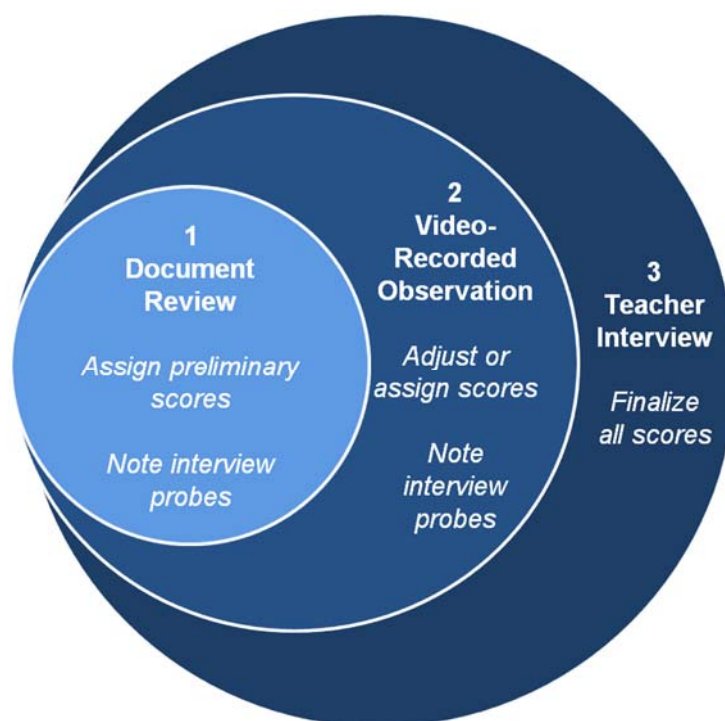 1
Document
Review
Assign preliminary
scores
Note interview
probes
2
Video-
Recorded
Observation
Adjust or
assign scores
Note
interview
probes
3
Teacher
Interview
Finalize
all scores